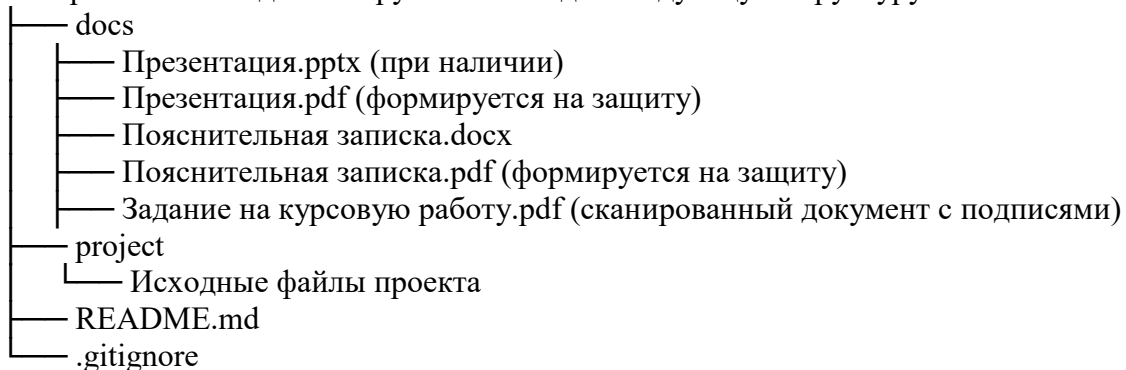 docs
Презентация.pptx (при наличии)
Презентация.pdf (формируется на защиту)
Пояснительная записка.docx
Пояснительная записка.pdf (формируется на защиту)
Задание на курсовую работу.pdf (сканированный документ с подписями)
project
Исходные файлы проекта
README.md
.gitignore